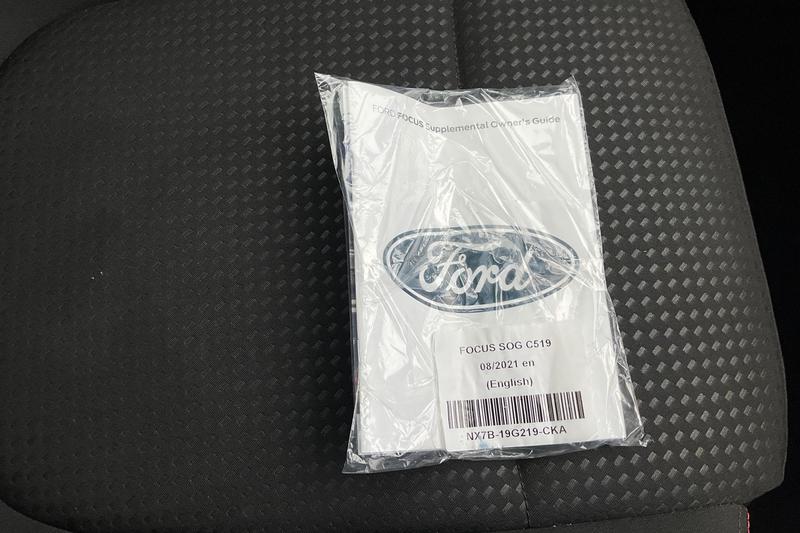 FORD FOCUS Supplemental Owner's Guide
Ford
FOCUS SOG C519
08/2021 en
(English)
NX7B-19G219-CKA